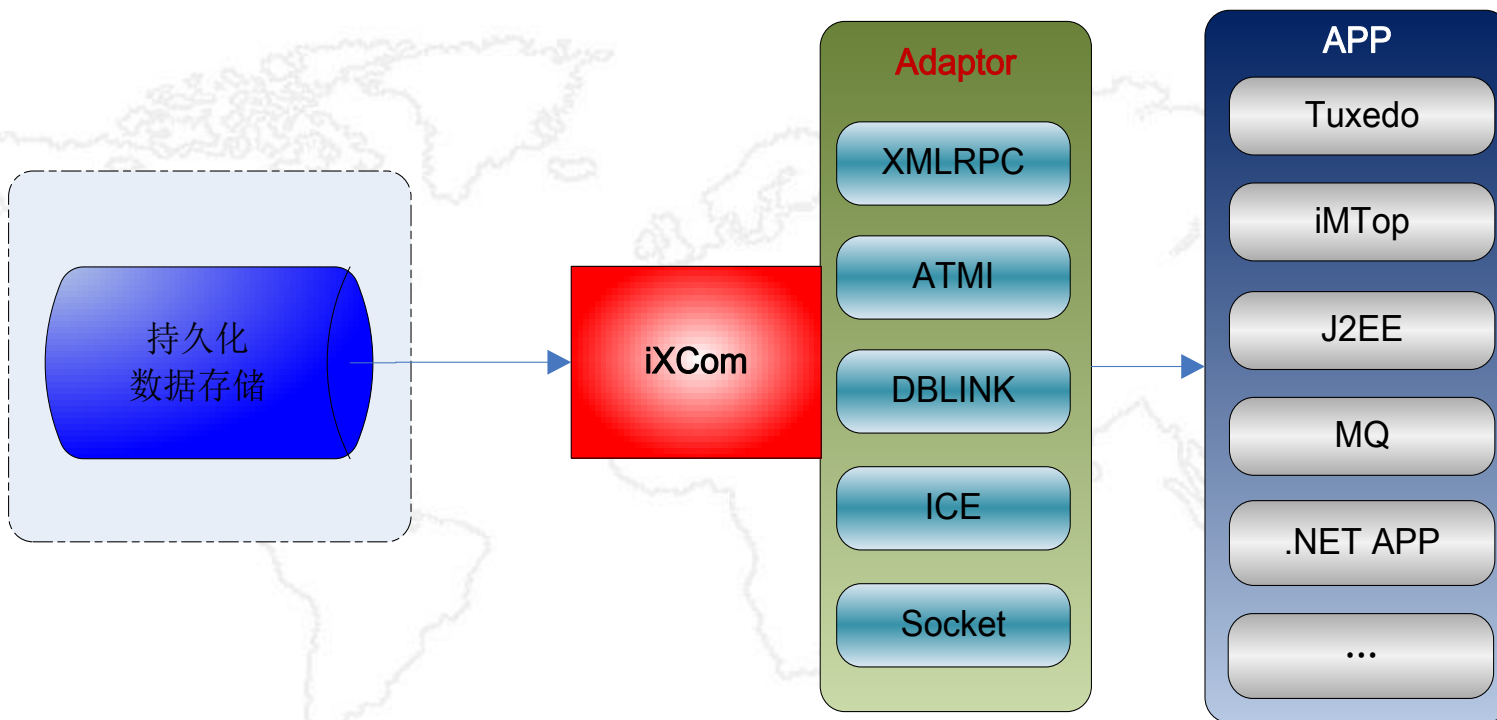 持久化
数据存储
iXCom
Adaptor
XMLRPC
ATMI
DBLINK
ICE
Socket
APP
Tuxedo
iMTop
J2EE
MQ
.NET APP
...